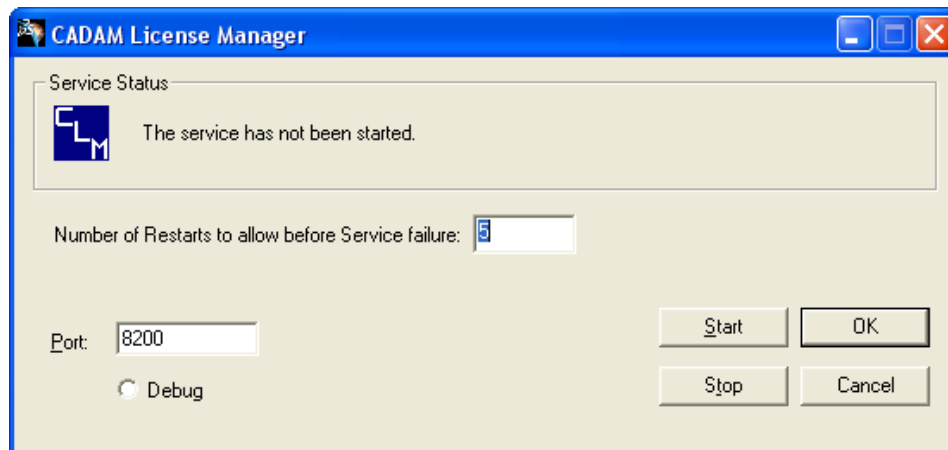 CADAM License Manager
Service Status
CLM
The service has not been started.
Number of Restarts to allow before Service failure: 5
Start
OK
Port: 8200
Debug
Stop
Cancel